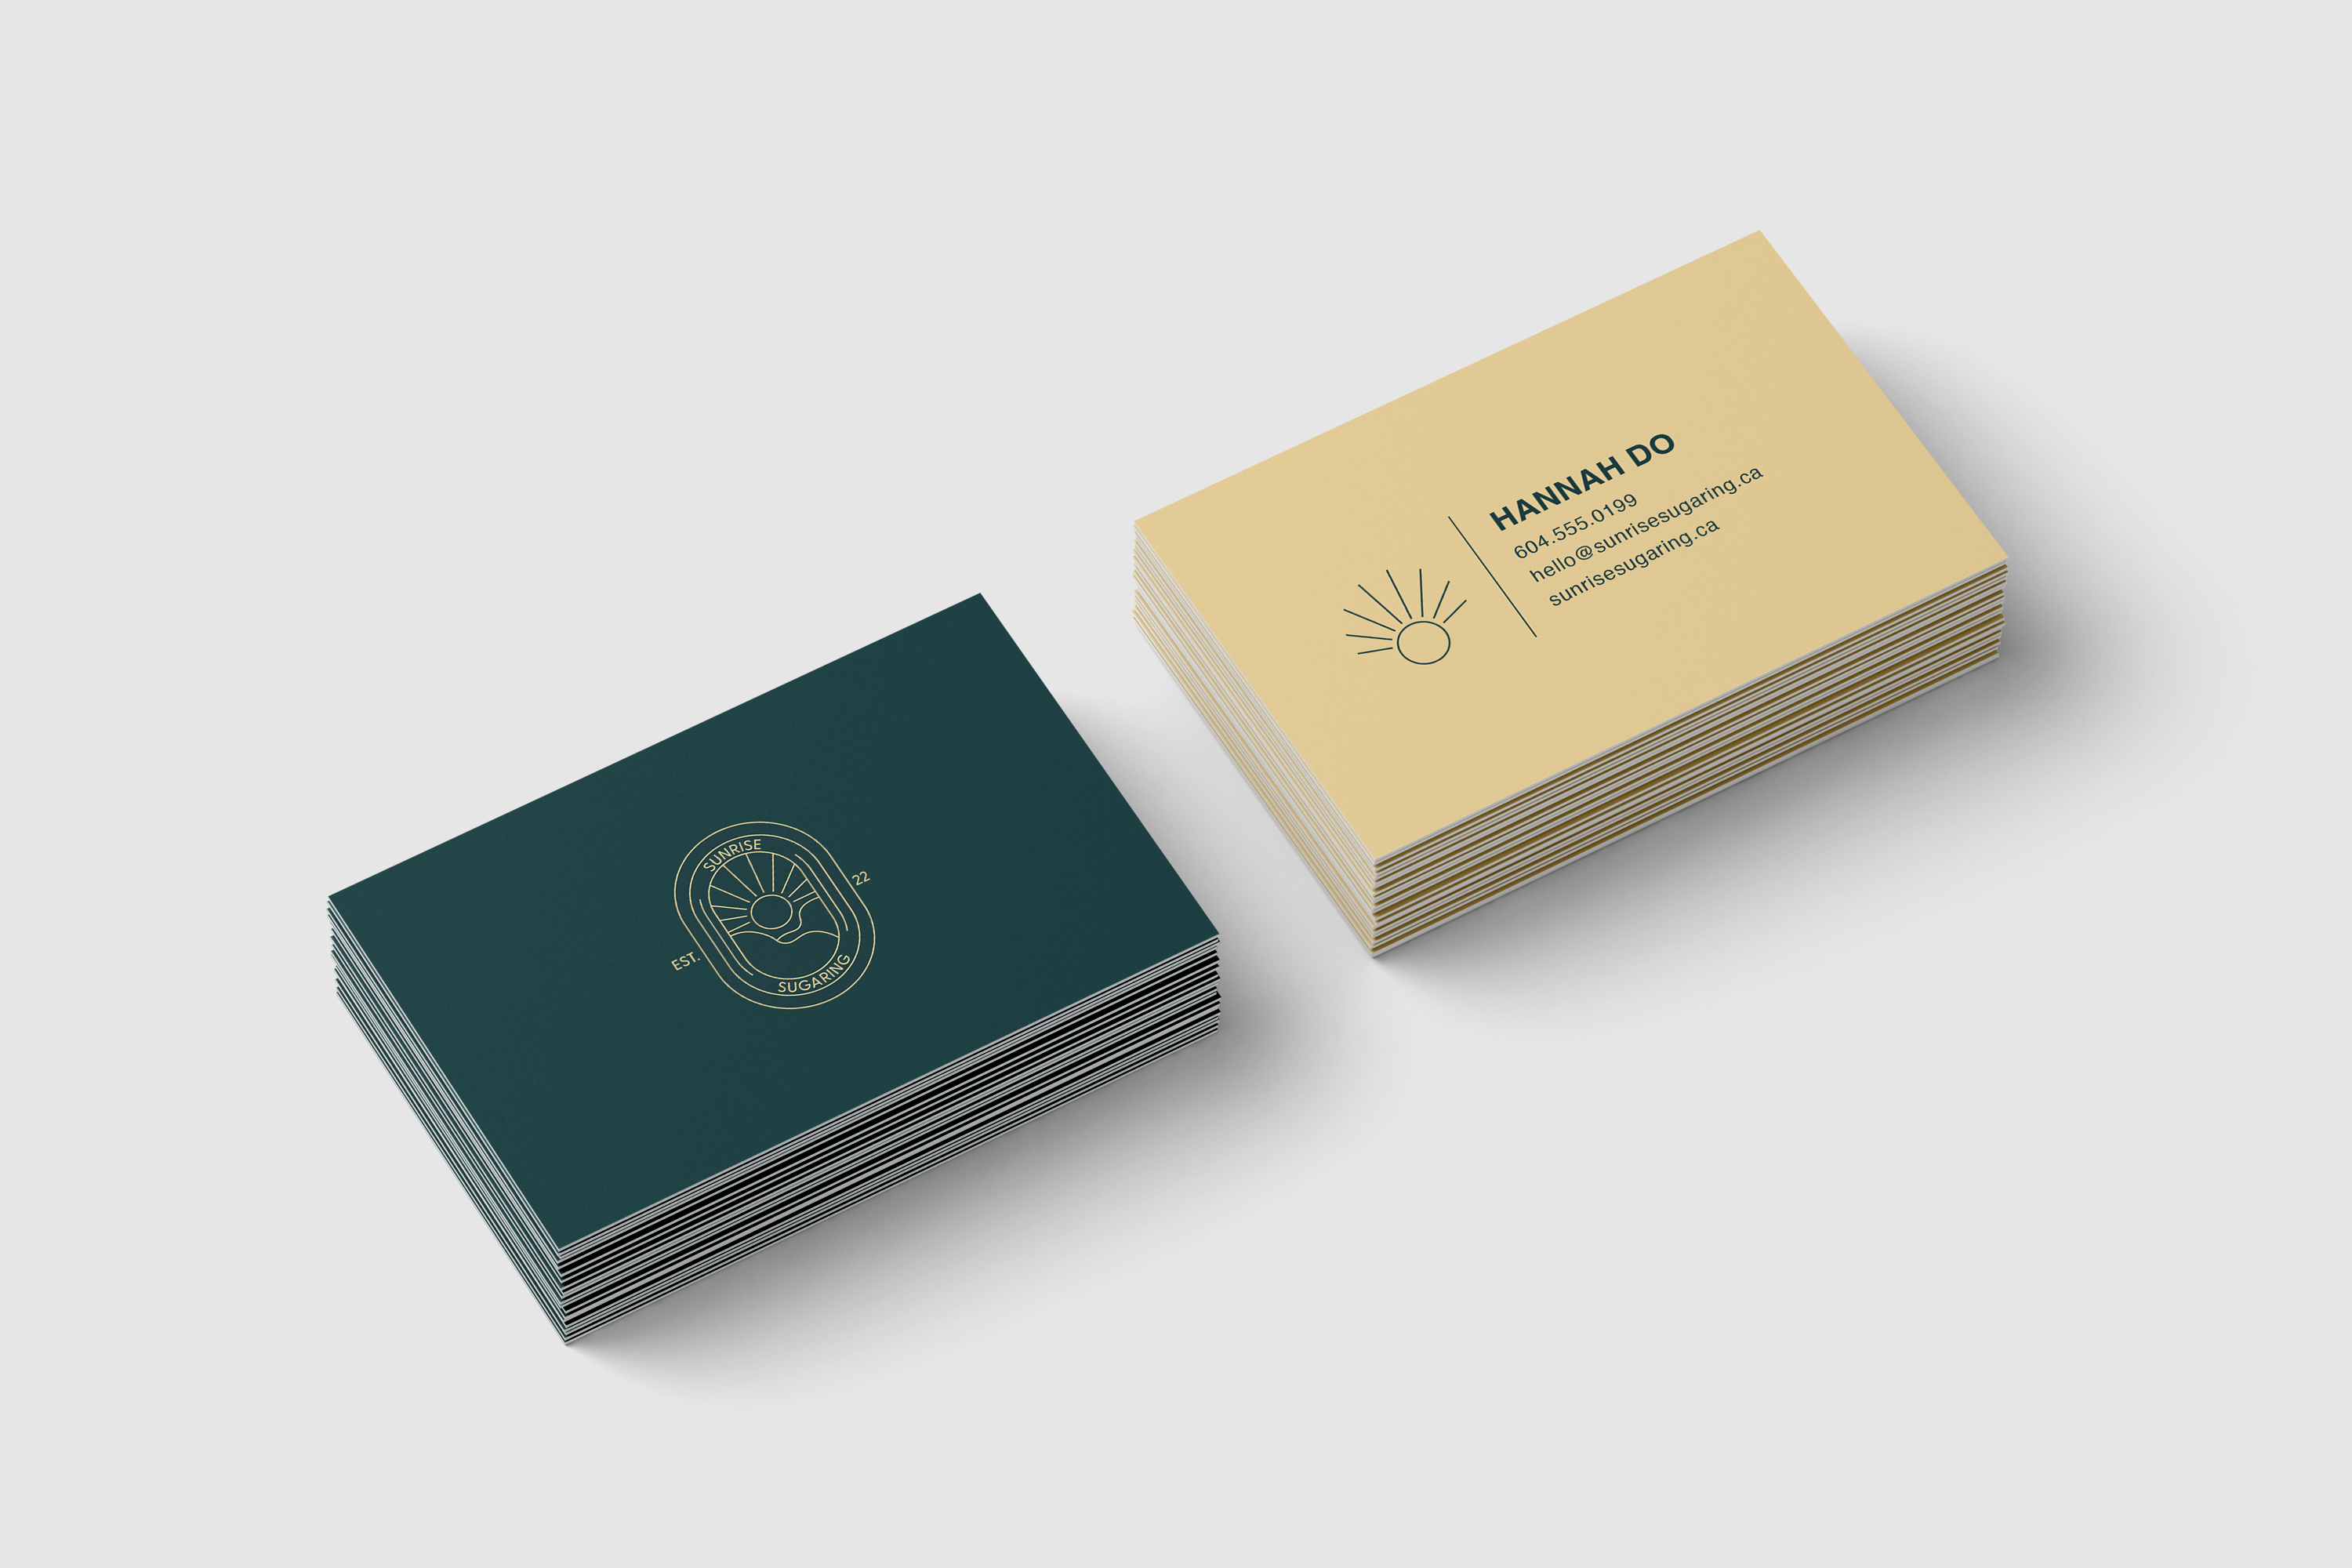 SUNRISE
EST. 22
SUGARING
HANNAH DO
604.555.0199
hello@sunrisesugaring.ca
sunrisesugaring.ca